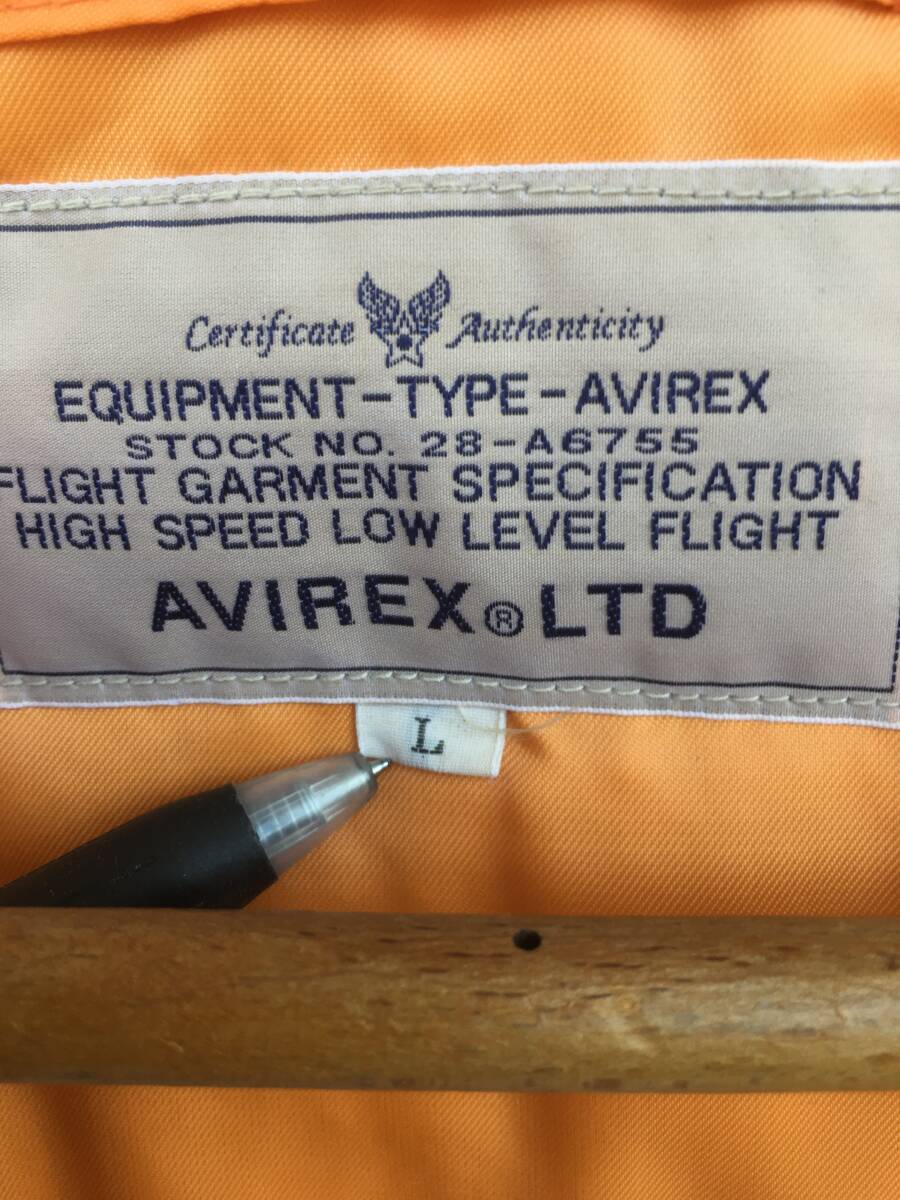 Certificate Authenticity
EQUIPMENT-TYPE-AVIREX
STOCK NO. 28-A6755
FLIGHT GARMENT SPECIFICATION
HIGH SPEED LOW LEVEL FLIGHT
AVIREX®LTD
L